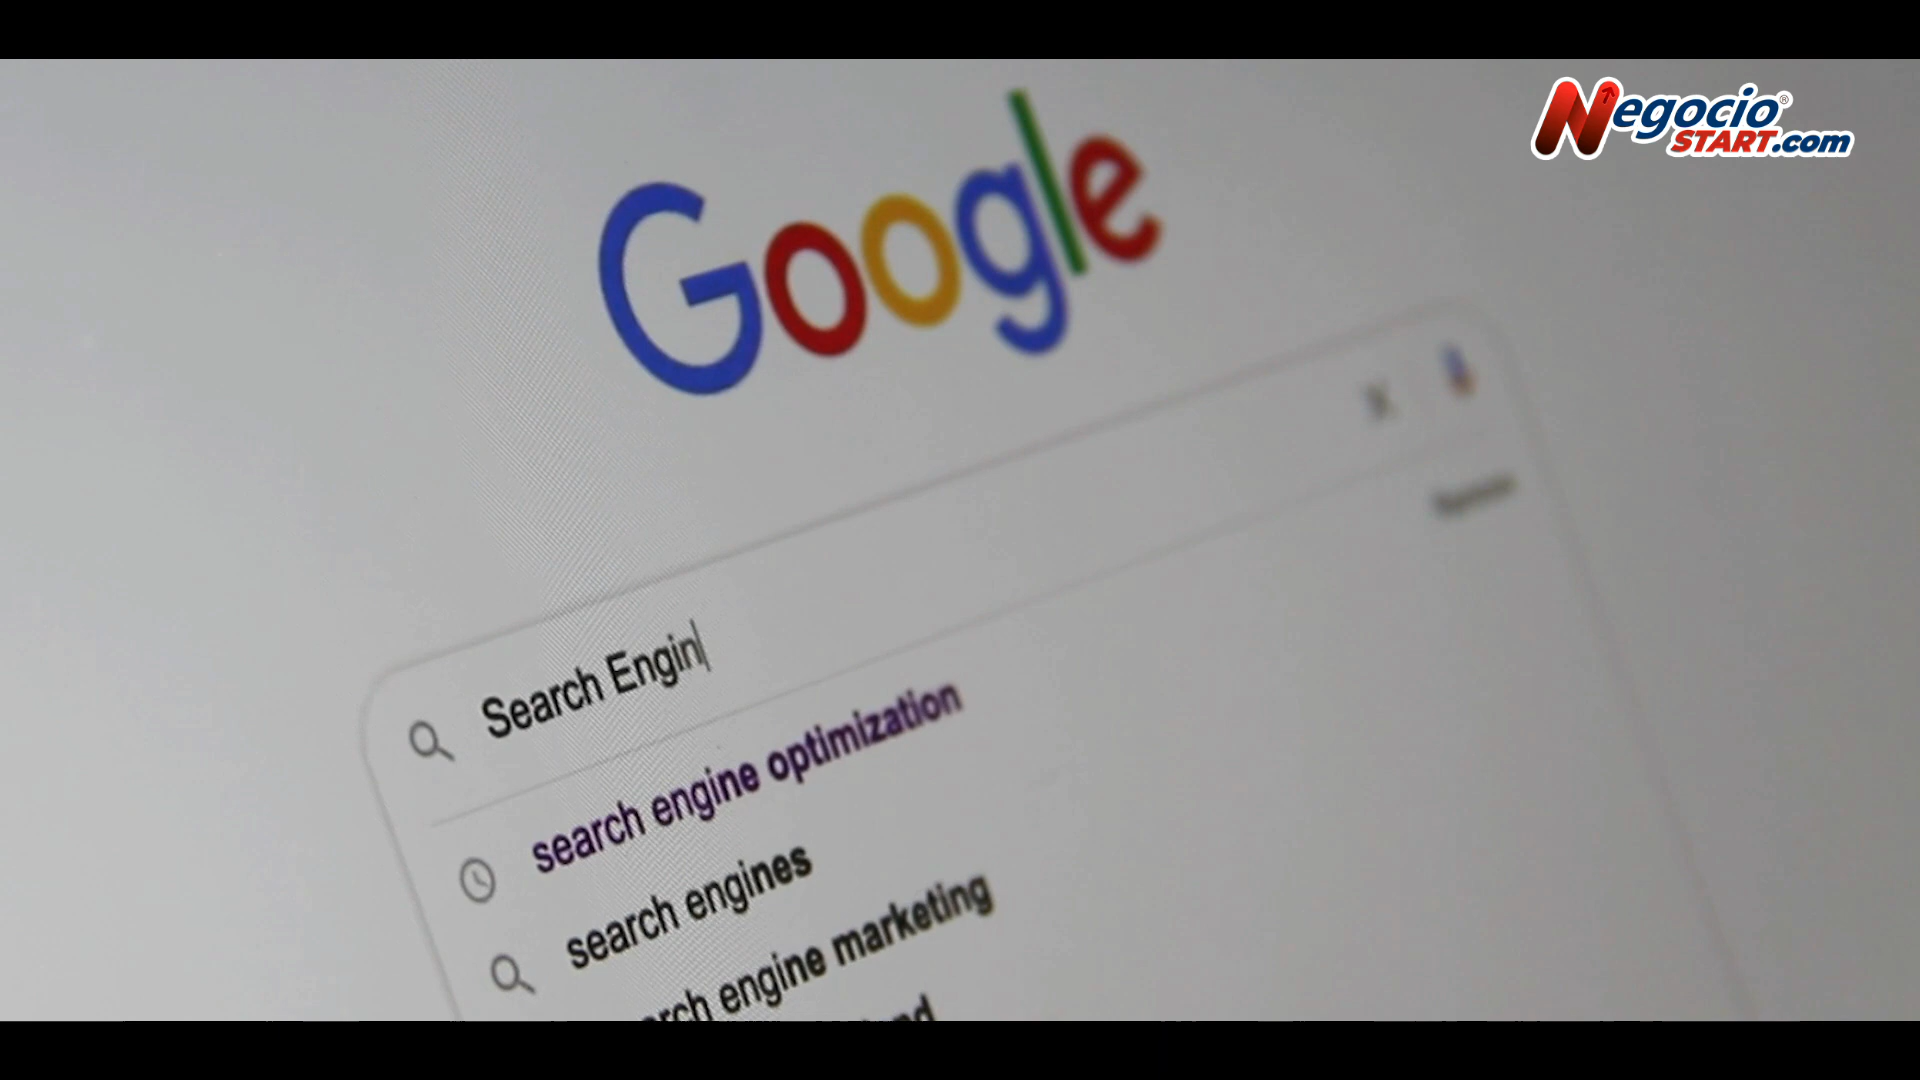 Negocio®
START.com
Google
Search Engin
search engine optimization
search engines
engine marketing